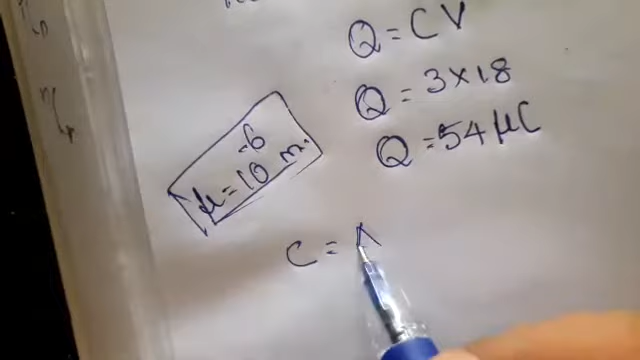 Q = CV
Q = 3×18
Q = 54 μC
μ = 10⁻⁶ m.
C =